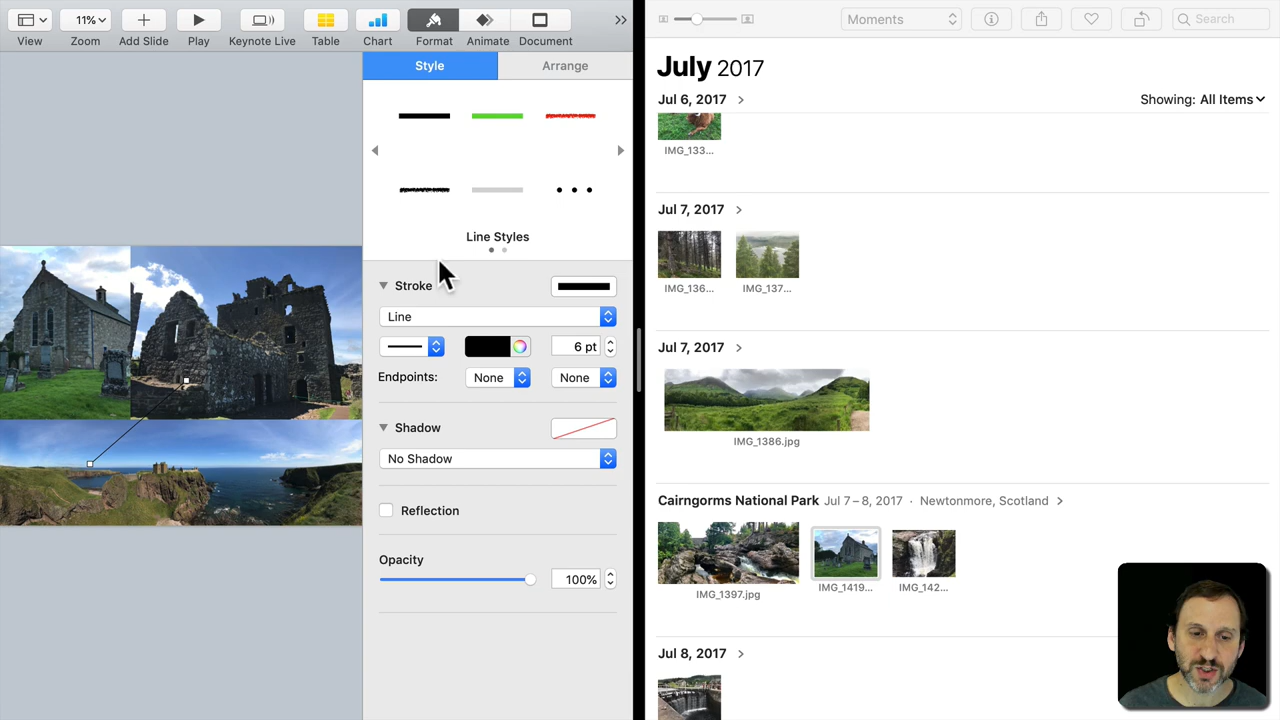 11%
View
Zoom
Add Slide
Play
Keynote Live
Table
Chart
Format
Animate
Document
Style
Arrange
Line Styles
Stroke
Line
6 pt
Endpoints:
None
None
Shadow
No Shadow
Reflection
Opacity
100%
Moments
Search
July 2017
Jul 6, 2017
Showing: All Items
IMG_133...
Jul 7, 2017
IMG_136...
IMG_137...
Jul 7, 2017
IMG_1386.jpg
Cairngorms National Park Jul 7 – 8, 2017 · Newtonmore, Scotland
IMG_1397.jpg
IMG_1419...
IMG_142...
Jul 8, 2017